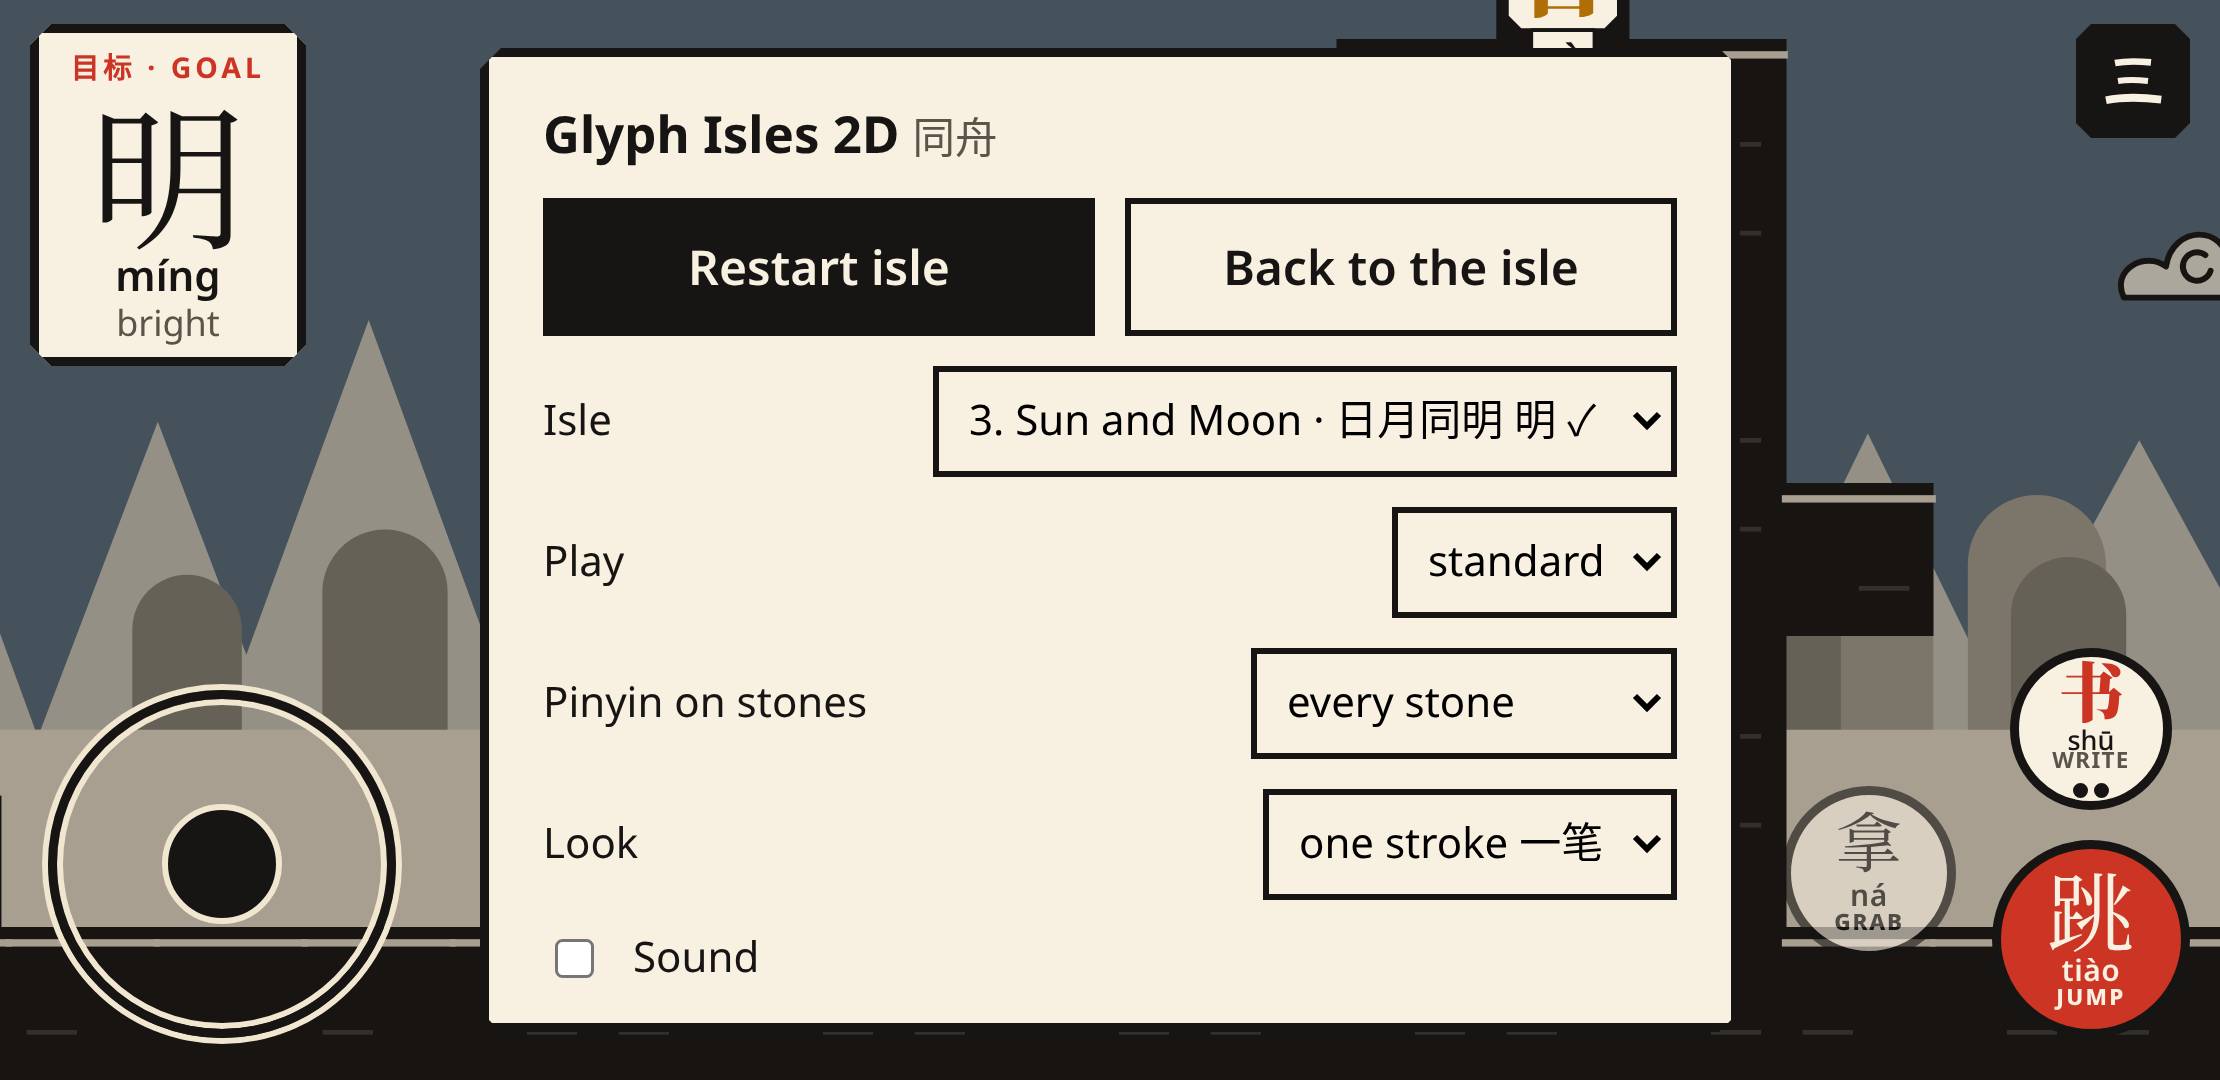 目标 · GOAL
明
míng
bright
三
Glyph Isles 2D 同舟
Restart isle
Back to the isle
Isle
3. Sun and Moon · 日月同明 明 ✓
Play
standard
Pinyin on stones
every stone
Look
one stroke 一笔
Sound
书
shū
WRITE
拿
ná
GRAB
跳
tiào
JUMP